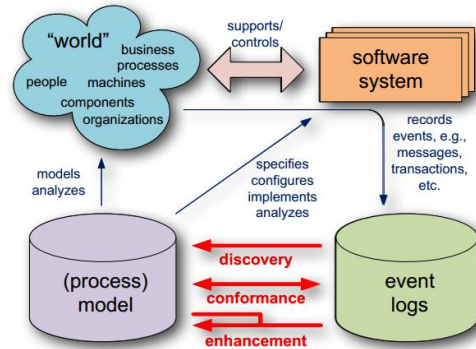 “world”
business
processes
people
machines
components
organizations
supports/
controls
software
system
models
analyzes
specifies
configures
implements
analyzes
records
events, e.g.,
messages,
transactions,
etc.
(process)
model
discovery
conformance
enhancement
event
logs